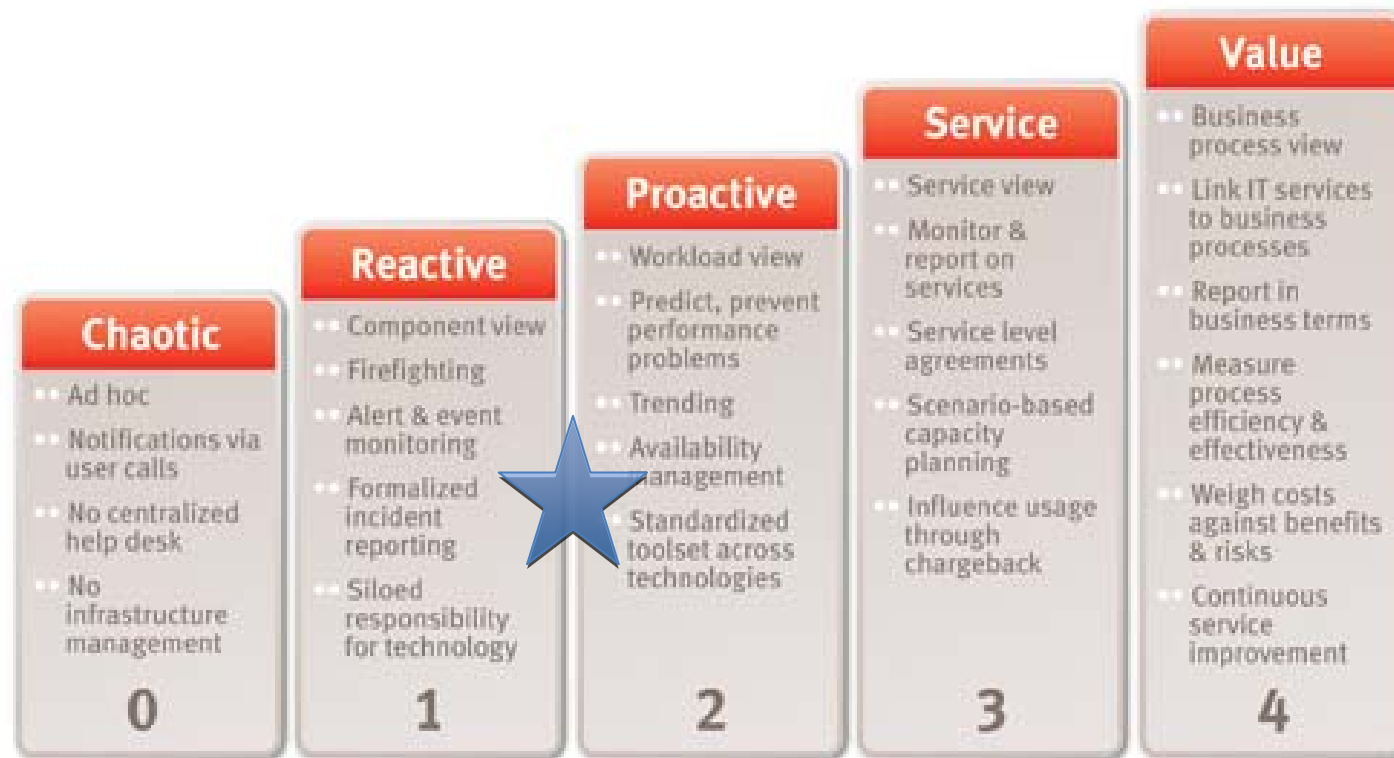 Chaotic
Ad hoc
Notifications via
user calls
No centralized
help desk
No
infrastructure
management
0
Reactive
Component view
Firefighting
Alert & event
monitoring
Formalized
incident
reporting
Siloed
responsibility
for technology
1
Proactive
Workload view
Predict, prevent
performance
problems
Trending
Availability
management
Standardized
toolset across
technologies
2
Service
Service view
Monitor &
report on
services
Service level
agreements
Scenario-based
capacity
planning
Influence usage
through
chargeback
3
Value
Business
process view
Link IT services
to business
processes
Report in
business terms
Measure
process
efficiency &
effectiveness
Weigh costs
against benefits
& risks
Continuous
service
improvement
4